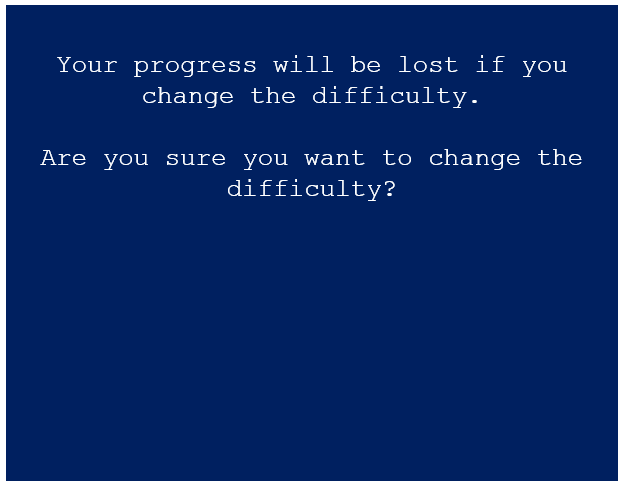 Your progress will be lost if you
change the difficulty.
Are you sure you want to change the
difficulty?